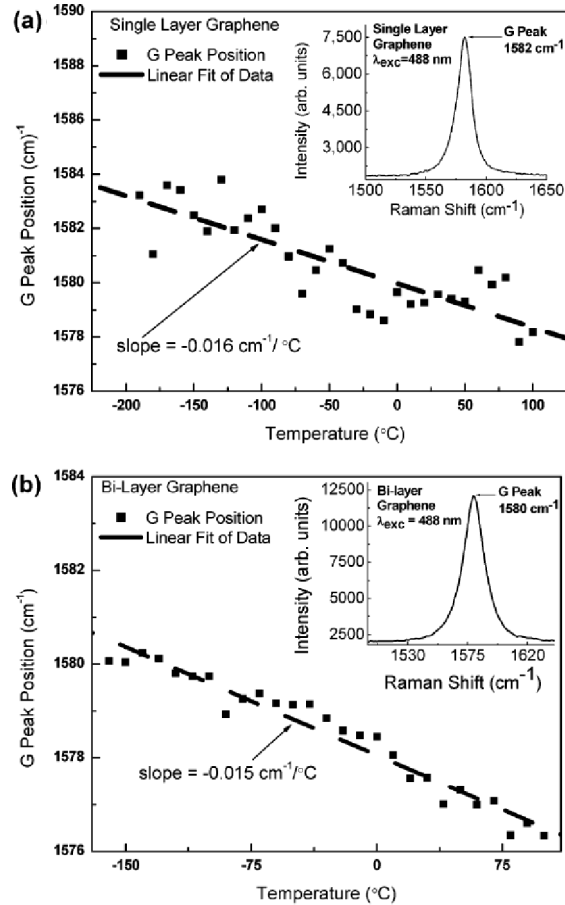 (a)
1590
1588
1586
1584
1582
1580
1578
1576
G Peak Position (cm)-1
Single Layer Graphene
G Peak Position
Linear Fit of Data
slope = -0.016 cm-1/ °C
-200
-150
-100
-50
0
50
100
Temperature (°C)
Single Layer
Graphene
λexc=488 nm
G Peak
1582 cm-1
7,500
6,000
4,500
3,000
Intensity (arb. units)
1500
1550
1600
1650
Raman Shift (cm-1)
(b)
1584
1582
1580
1578
1576
G Peak Position (cm-1)
Bi-Layer Graphene
G Peak Position
Linear Fit of Data
slope = -0.015 cm-1/°C
-150
-75
0
75
Temperature (°C)
Bi-layer
Graphene
λexc = 488 nm
G Peak
1580 cm-1
12500
10000
7500
5000
2500
Intensity (arb. units)
1530
1575
1620
Raman Shift (cm-1)